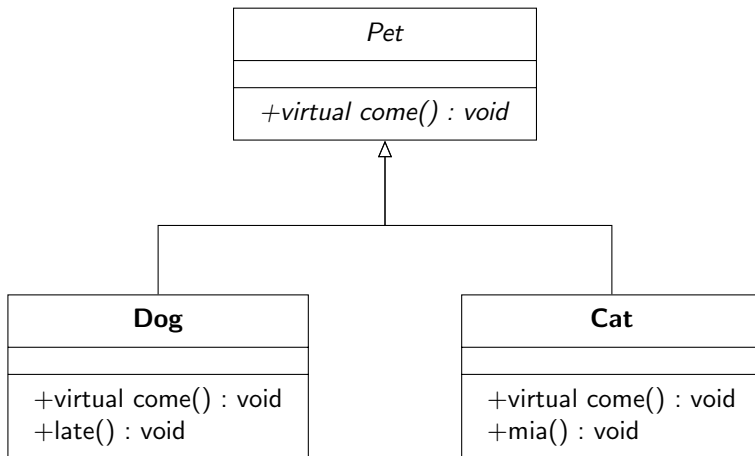 Pet
+virtual come() : void
Dog
+virtual come() : void
+late() : void
Cat
+virtual come() : void
+mia() : void